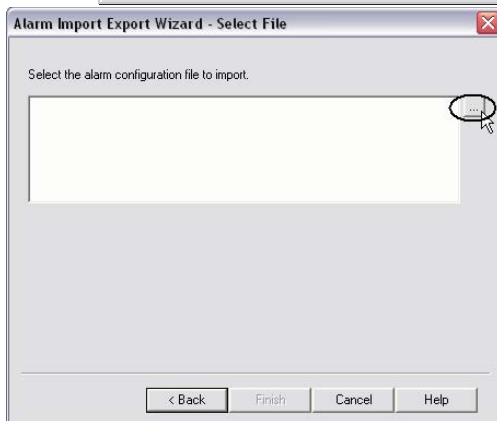 Alarm Import Export Wizard - Select File
Select the alarm configuration file to import.
...
< Back Finish Cancel Help